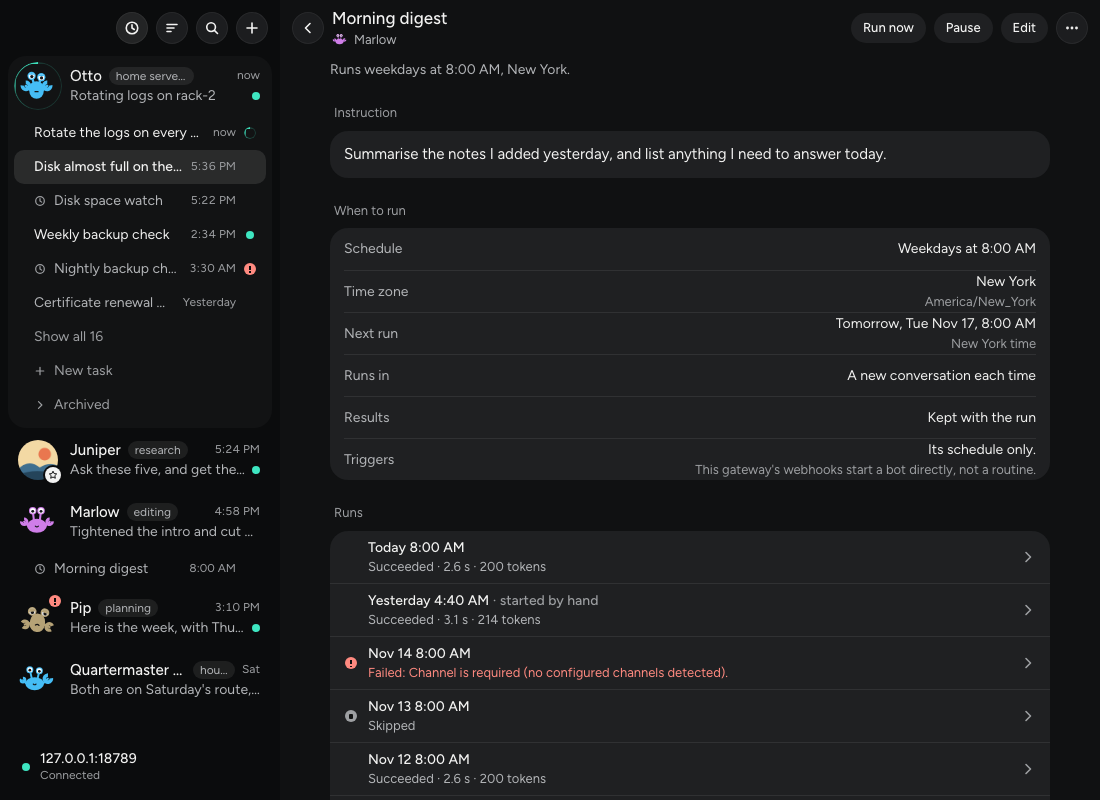 Otto home serve... now
Rotating logs on rack-2
Rotate the logs on every ... now
Disk almost full on the... 5:36 PM
Disk space watch 5:22 PM
Weekly backup check 2:34 PM
Nightly backup ch... 3:30 AM
Certificate renewal ... Yesterday
Show all 16
New task
Archived
Juniper research 5:24 PM
Ask these five, and get the...
Marlow editing 4:58 PM
Tightened the intro and cut ...
Morning digest 8:00 AM
Pip planning 3:10 PM
Here is the week, with Thu...
Quartermaster ... hou... Sat
Both are on Saturday's route,...
127.0.0.1:18789
Connected
Morning digest
Marlow
Run now Pause Edit
Runs weekdays at 8:00 AM, New York.
Instruction
Summarise the notes I added yesterday, and list anything I need to answer today.
When to run
Schedule Weekdays at 8:00 AM
Time zone New York
America/New_York
Next run Tomorrow, Tue Nov 17, 8:00 AM
New York time
Runs in A new conversation each time
Results Kept with the run
Triggers Its schedule only.
This gateway's webhooks start a bot directly, not a routine.
Runs
Today 8:00 AM
Succeeded · 2.6 s · 200 tokens
Yesterday 4:40 AM · started by hand
Succeeded · 3.1 s · 214 tokens
Nov 14 8:00 AM
Failed: Channel is required (no configured channels detected).
Nov 13 8:00 AM
Skipped
Nov 12 8:00 AM
Succeeded · 2.6 s · 200 tokens